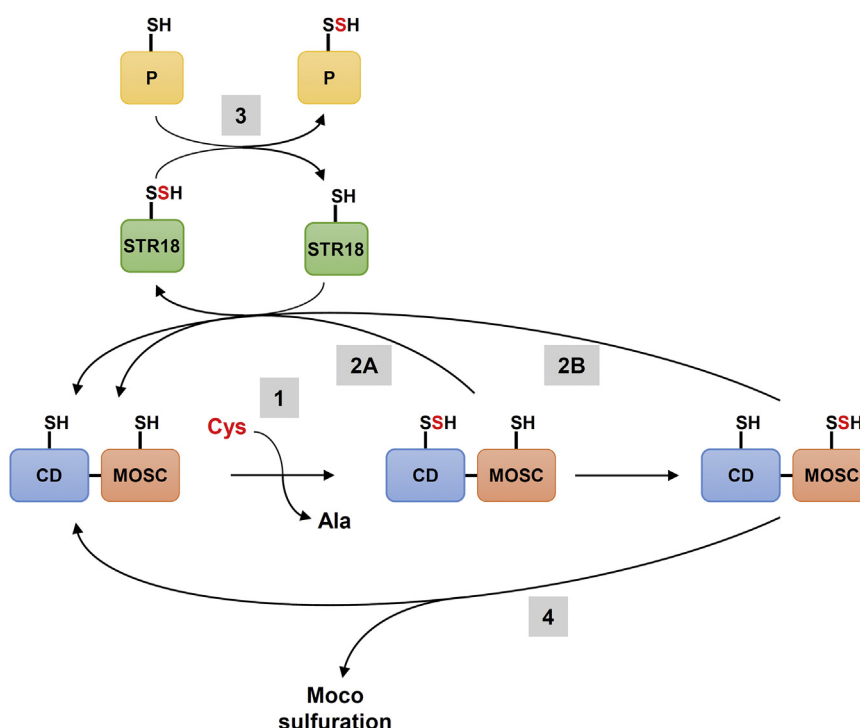 SH
SSH
P
P
3
SSH
SH
STR18
STR18
2A
2B
1
SH
SH
Cys
SSH
SH
SH
SSH
CD
MOSC
CD
MOSC
CD
MOSC
Ala
4
Moco
sulfuration